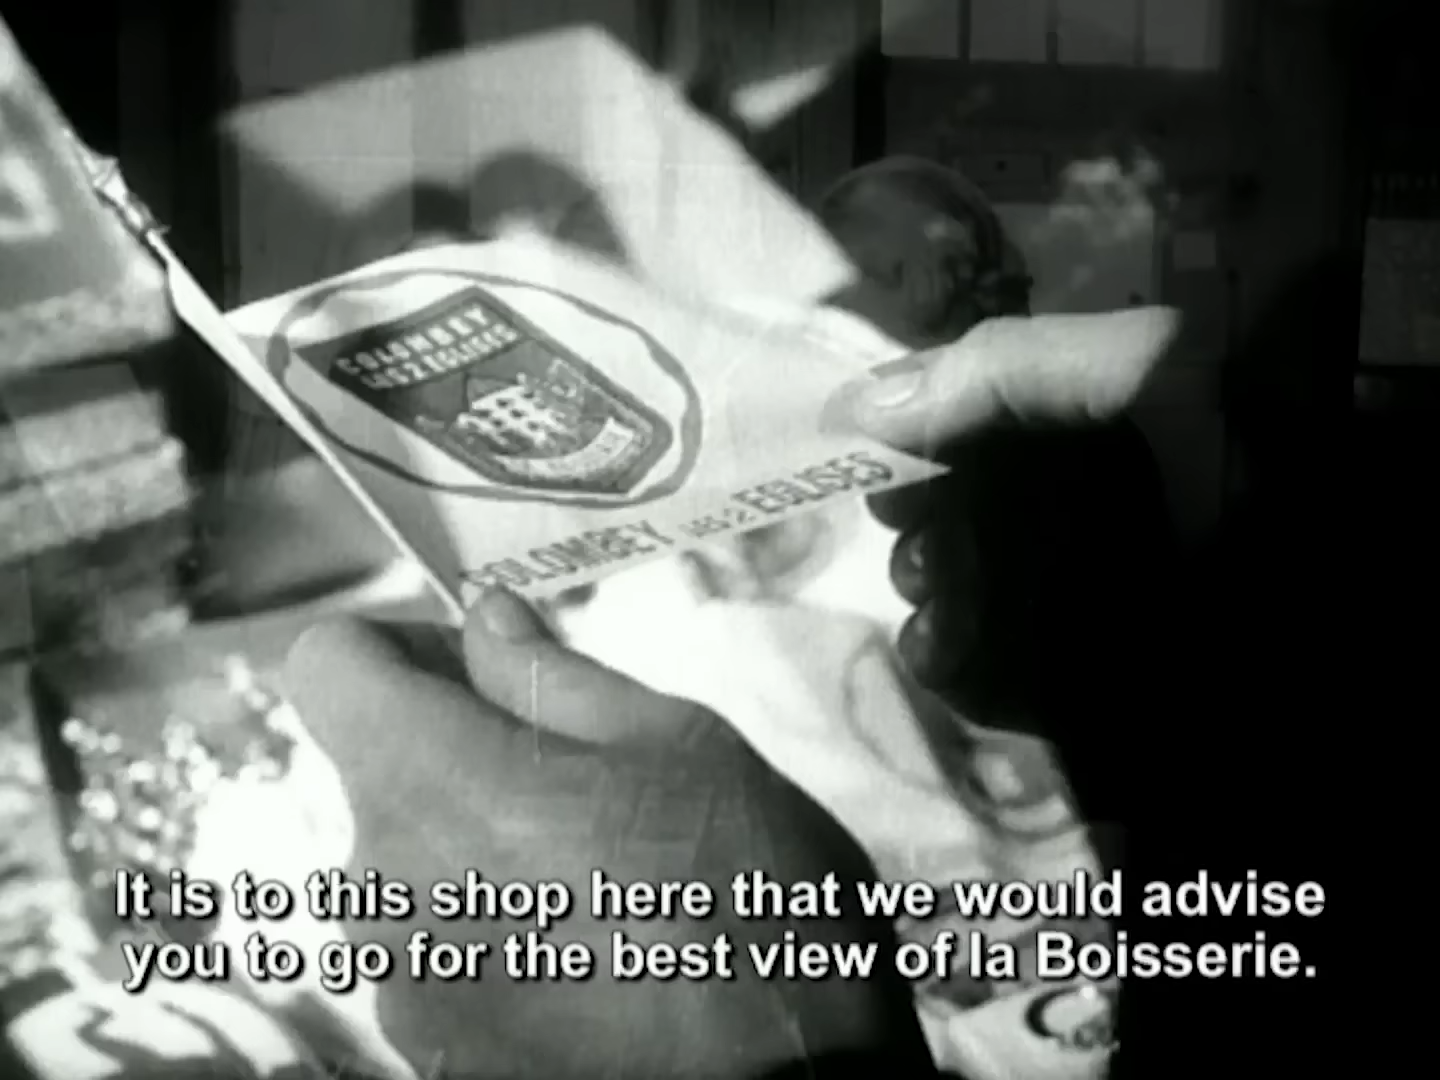 COLOMBEY
LES 2 EGLISES
COLOMBEY LES 2 EGLISES
It is to this shop here that we would advise
you to go for the best view of la Boisserie.